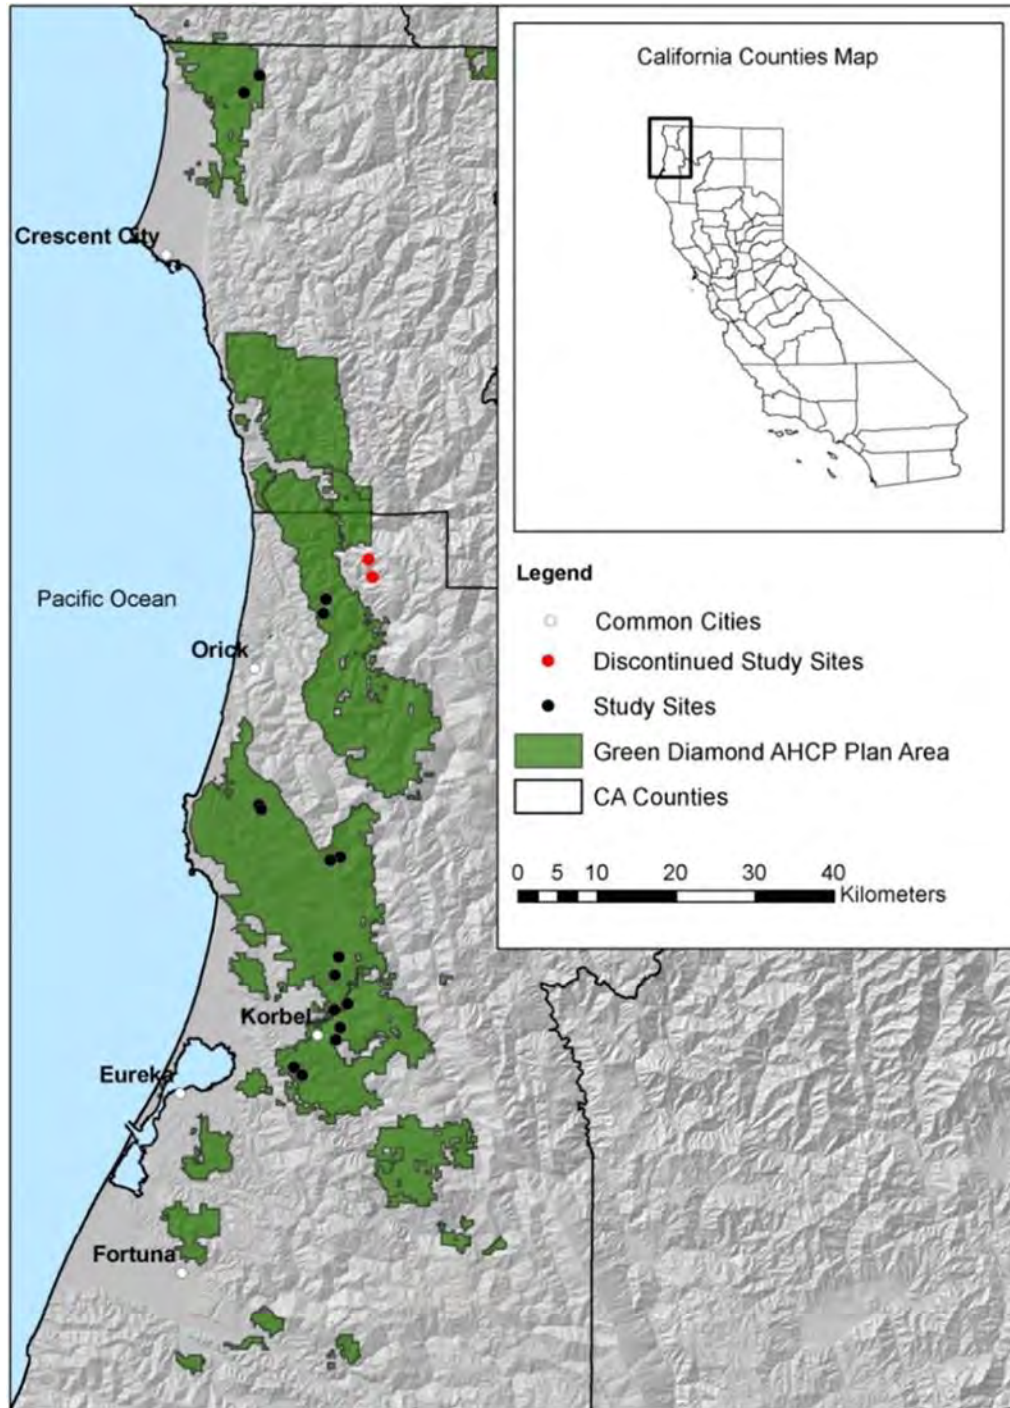 California Counties Map
Crescent City
Pacific Ocean
Orick
Korbel
Eureka
Fortuna
Legend
Common Cities
Discontinued Study Sites
Study Sites
Green Diamond AHCP Plan Area
CA Counties
0 5 10 20 30 40
Kilometers